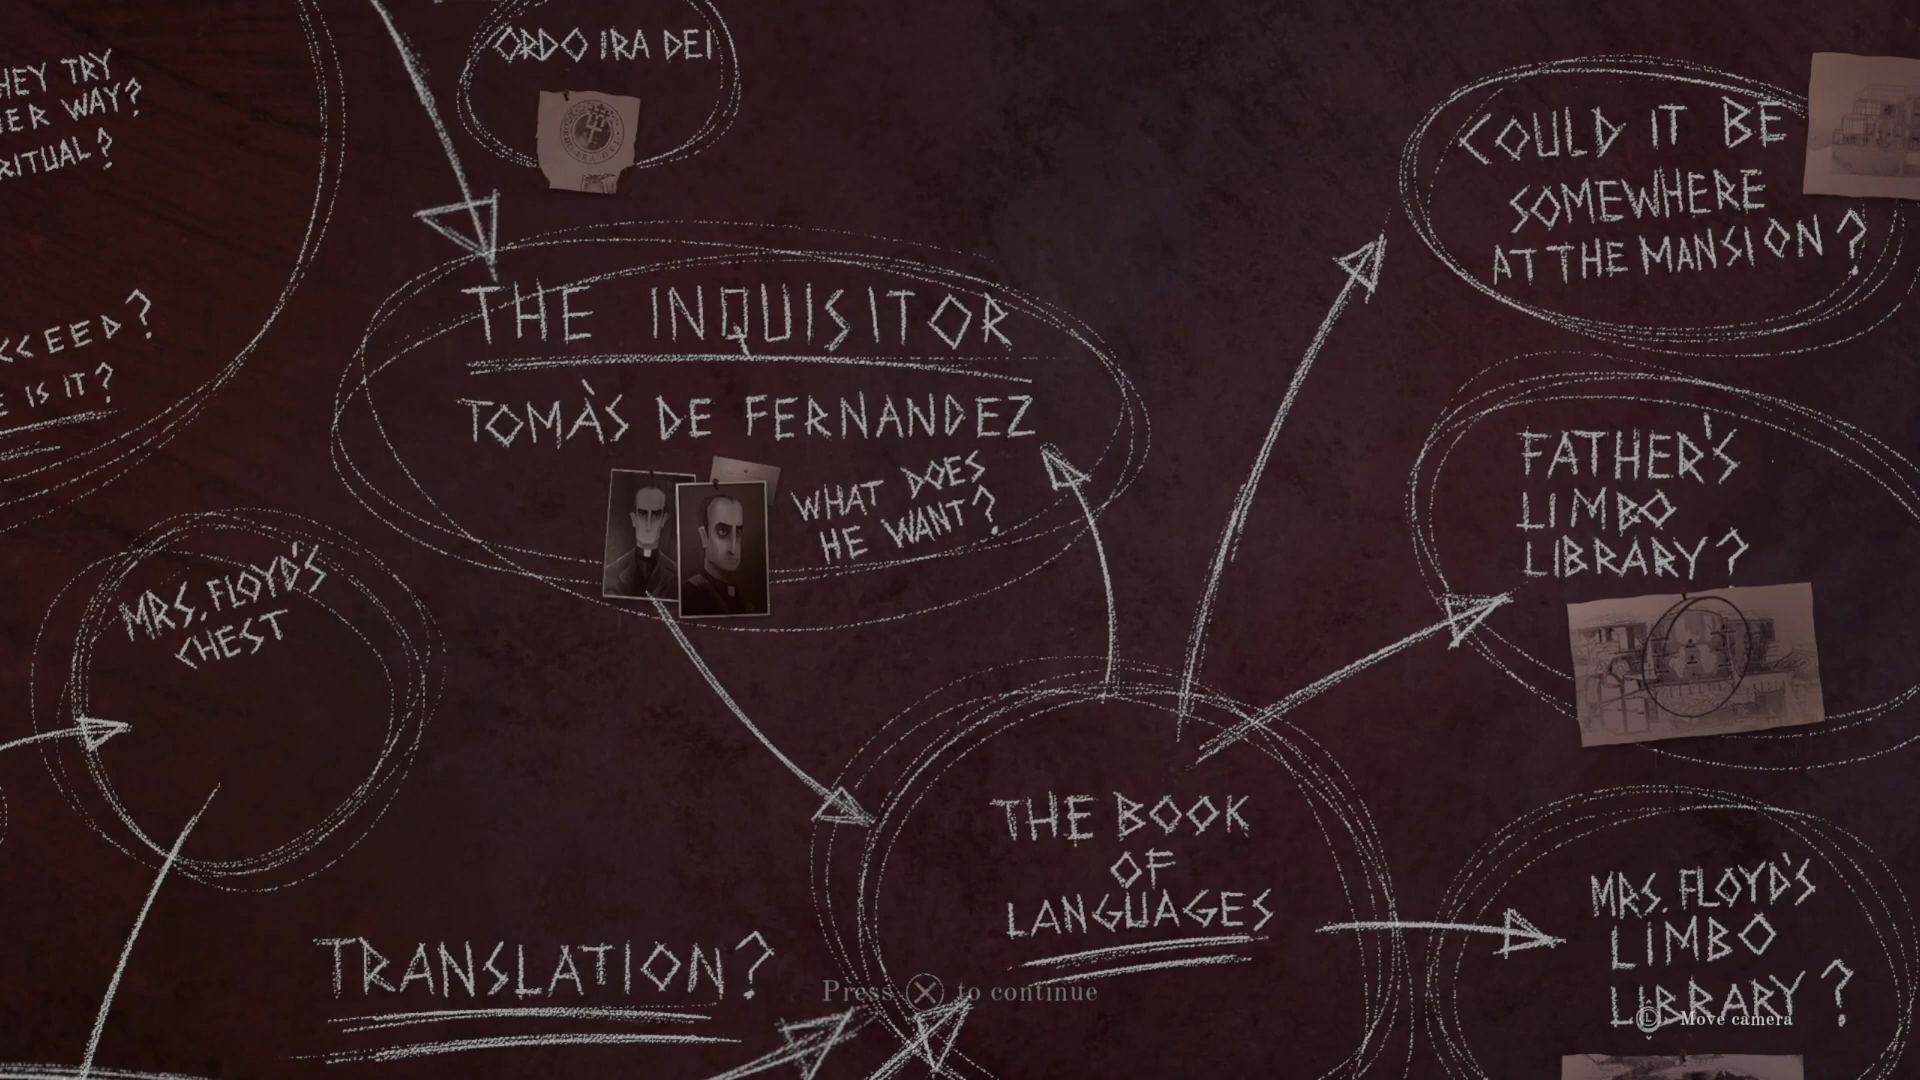 HEY TRY
HER WAY?
RITUAL?
CCEED?
E IS IT?
ORDO IRA DEI
THE INQUISITOR
TOMÀS DE FERNANDEZ
WHAT DOES
HE WANT?
COULD IT BE
SOMEWHERE
AT THE MANSION?
FATHER'S
LIMBO
LIBRARY?
MRS. FLOYD'S
CHEST
THE BOOK
OF
LANGUAGES
MRS. FLOYD'S
LIMBO
LIBRARY?
TRANSLATION?
Press to continue
L Move camera